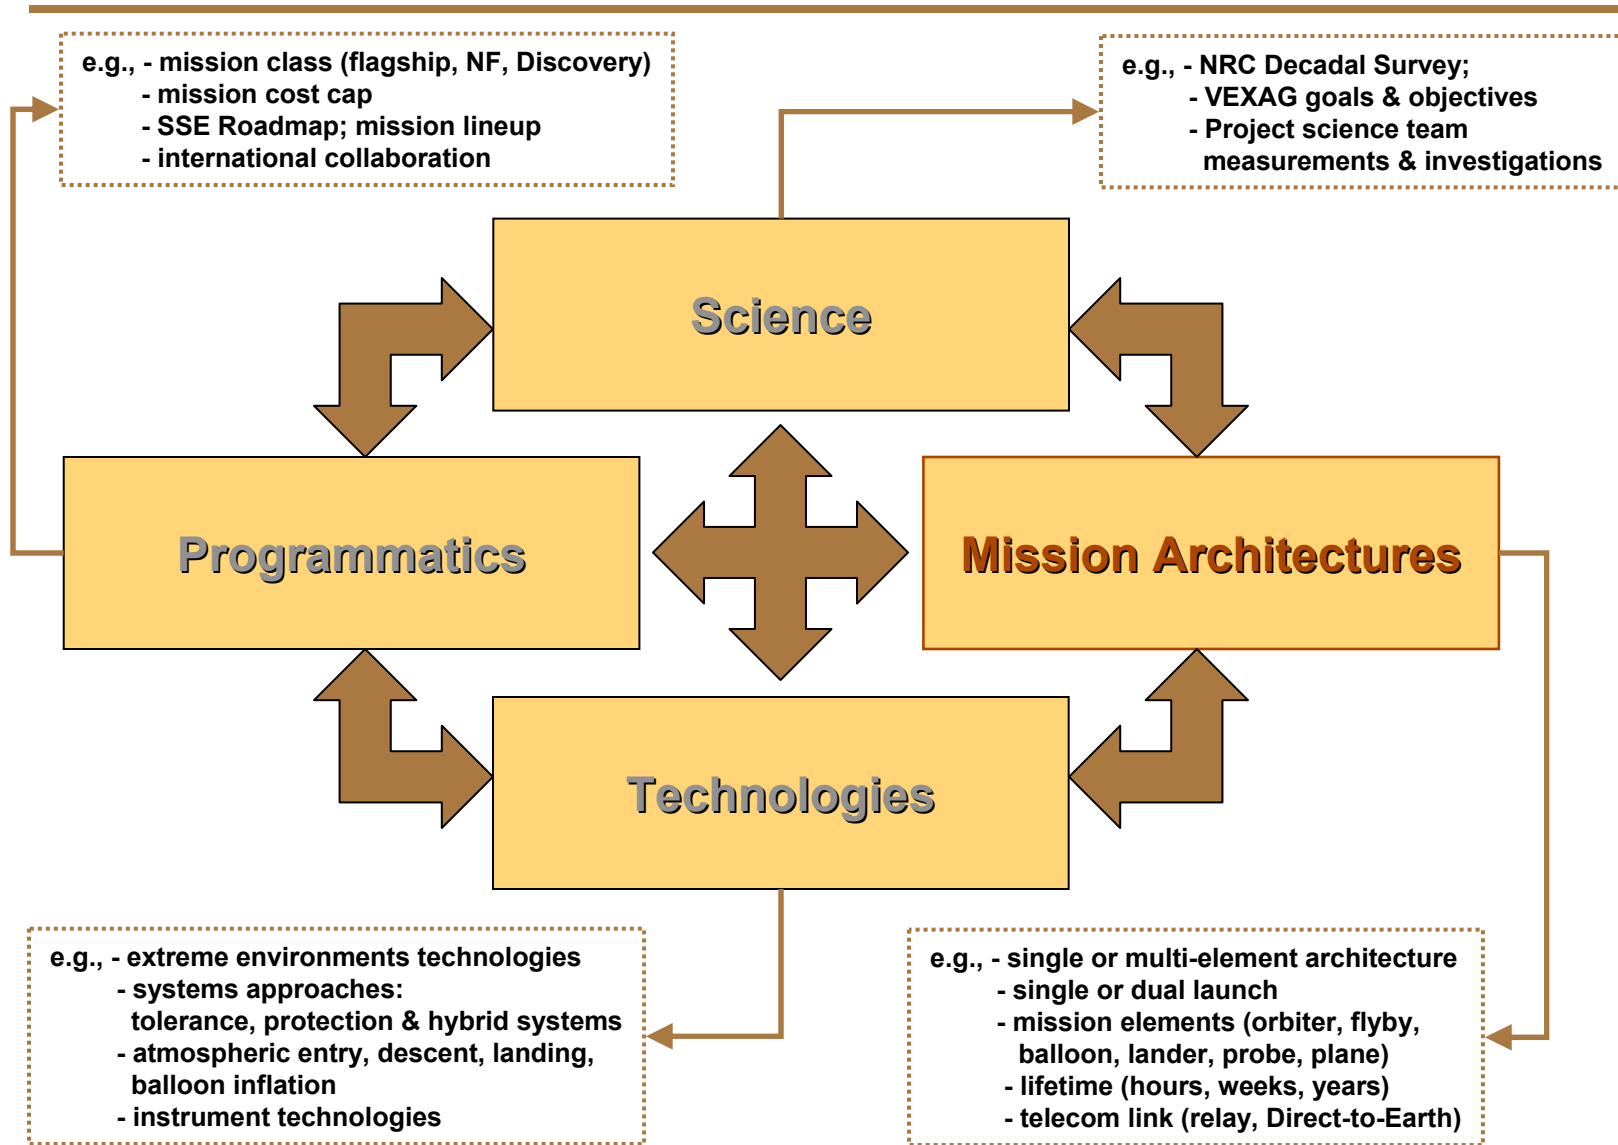 e.g., - mission class (flagship, NF, Discovery)
- mission cost cap
- SSE Roadmap; mission lineup
- international collaboration
e.g., - NRC Decadal Survey;
- VEXAG goals & objectives
- Project science team
measurements & investigations
Science
Programmatics
Mission Architectures
Technologies
e.g., - extreme environments technologies
- systems approaches:
tolerance, protection & hybrid systems
- atmospheric entry, descent, landing,
balloon inflation
- instrument technologies
e.g., - single or multi-element architecture
- single or dual launch
- mission elements (orbiter, flyby,
balloon, lander, probe, plane)
- lifetime (hours, weeks, years)
- telecom link (relay, Direct-to-Earth)